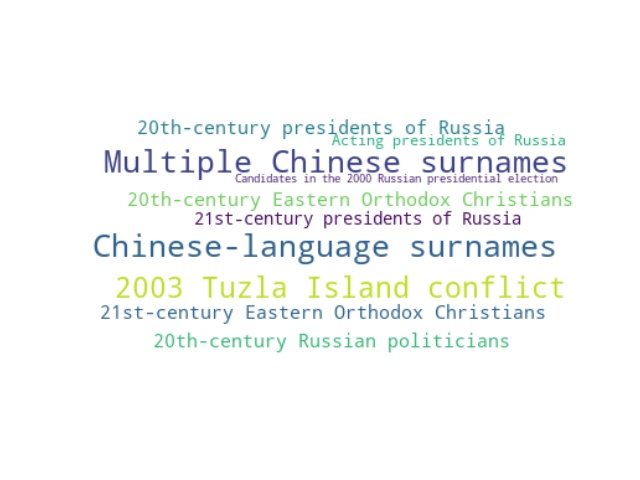 20th-century presidents of Russia
Acting presidents of Russia
Multiple Chinese surnames
Candidates in the 2000 Russian presidential election
20th-century Eastern Orthodox Christians
21st-century presidents of Russia
Chinese-language surnames
2003 Tuzla Island conflict
21st-century Eastern Orthodox Christians
20th-century Russian politicians